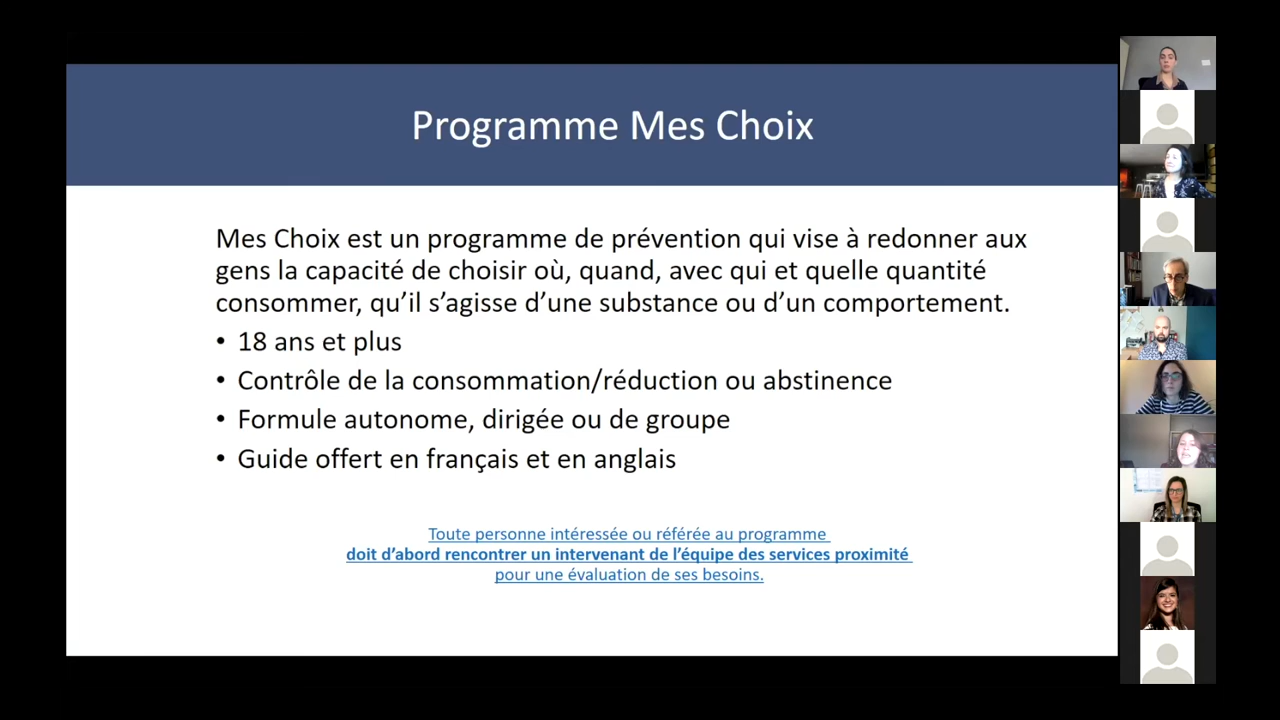 Programme Mes Choix
Mes Choix est un programme de prévention qui vise à redonner aux
gens la capacité de choisir où, quand, avec qui et quelle quantité
consommer, qu’il s’agisse d’une substance ou d’un comportement.
• 18 ans et plus
• Contrôle de la consommation/réduction ou abstinence
• Formule autonome, dirigée ou de groupe
• Guide offert en français et en anglais
Toute personne intéressée ou référée au programme
doit d’abord rencontrer un intervenant de l’équipe des services proximité
pour une évaluation de ses besoins.